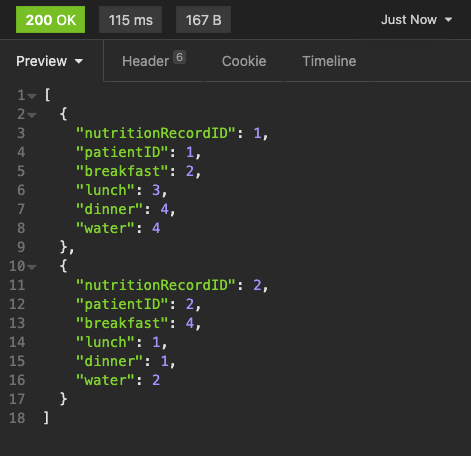 200 OK 115 ms 167 B Just Now
Preview Header 6 Cookie Timeline
1 [
2 {
3 "nutritionRecordID": 1,
4 "patientID": 1,
5 "breakfast": 2,
6 "lunch": 3,
7 "dinner": 4,
8 "water": 4
9 },
10 {
11 "nutritionRecordID": 2,
12 "patientID": 2,
13 "breakfast": 4,
14 "lunch": 1,
15 "dinner": 1,
16 "water": 2
17 }
18 ]